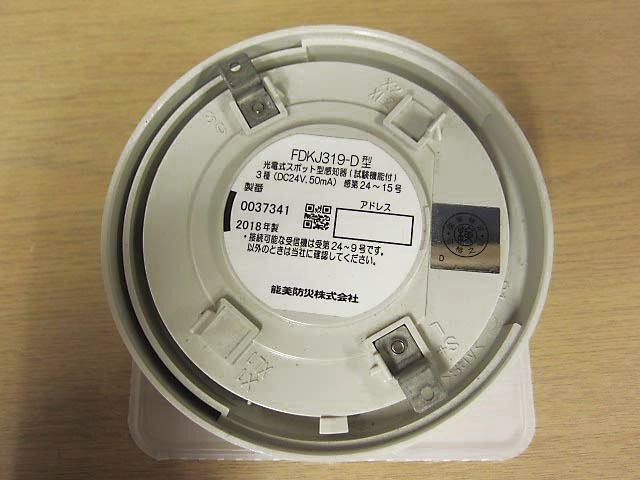 FDKJ319-D 型
光電式スポット型感知器(試験機能付)
3種(DC24V.50mA) 感第24~15号
製番
アドレス
0037341
2018年製
・接続可能な受信機は受第24~9号です。
以外のときは当社に確認してください。
能美防災株式会社
D